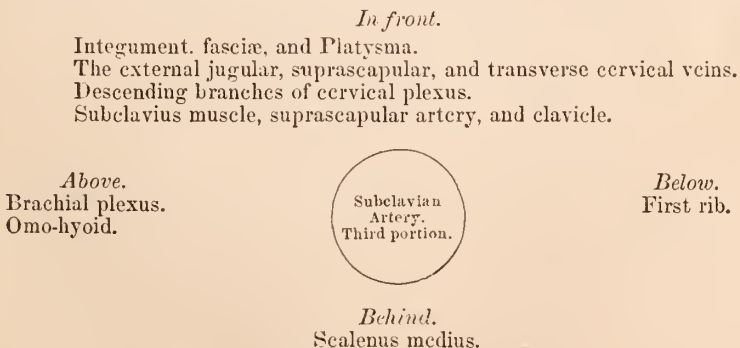 In front.
Integument. fasciæ, and Platysma.
The external jugular, suprascapular, and transverse cervical veins.
Descending branches of cervical plexus.
Subclavius muscle, suprascapular artery, and clavicle.
Above.
Brachial plexus.
Omo-hyoid.
Subclavian
Artery.
Third portion.
Below.
First rib.
Behind.
Scalenus medius.